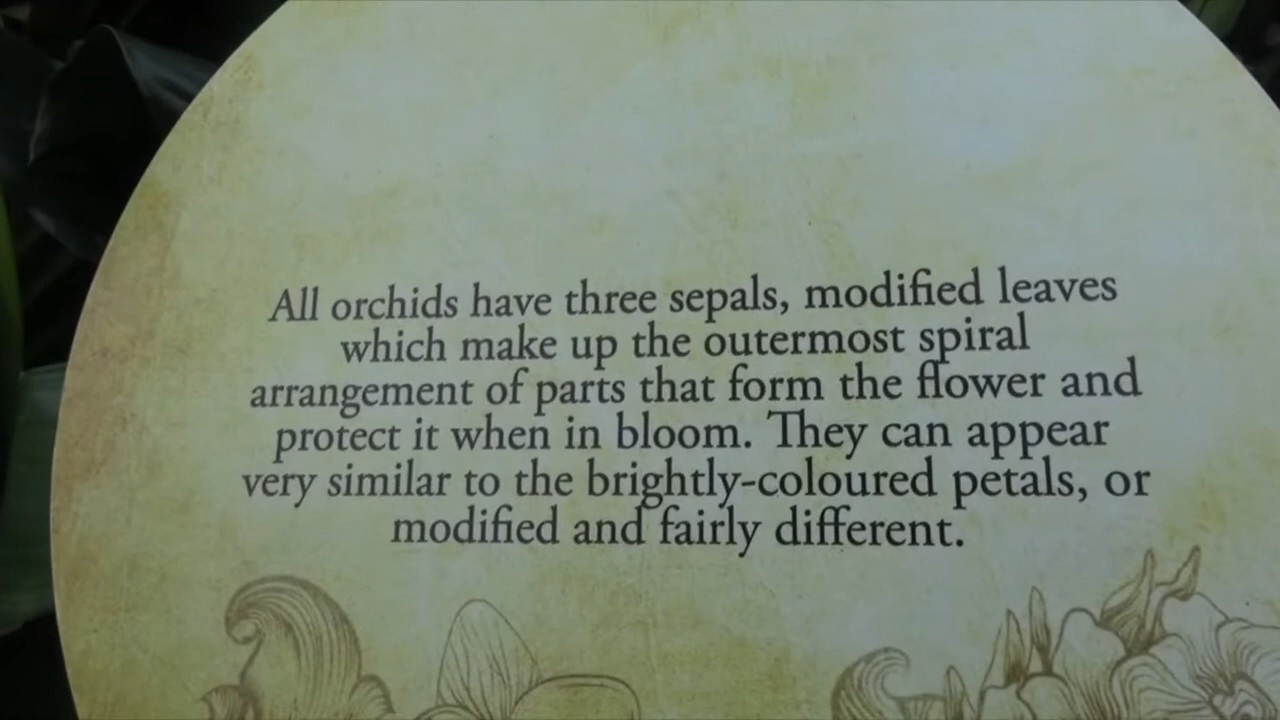 All orchids have three sepals, modified leaves
which make up the outermost spiral
arrangement of parts that form the flower and
protect it when in bloom. They can appear
very similar to the brightly-coloured petals, or
modified and fairly different.